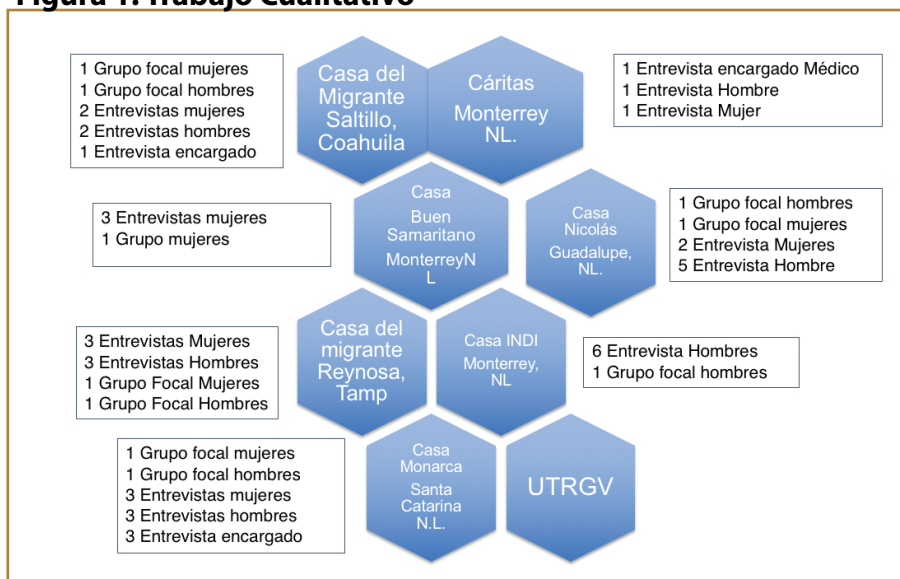 Figura 1. Trabajo Cualitativo
1 Grupo focal mujeres
1 Grupo focal hombres
2 Entrevistas mujeres
2 Entrevistas hombres
1 Entrevista encargado
Casa del
Migrante
Saltillo,
Coahuila
Cáritas
Monterrey
NL.
1 Entrevista encargado Médico
1 Entrevista Hombre
1 Entrevista Mujer
3 Entrevistas mujeres
1 Grupo mujeres
Casa
Buen
Samaritano
MonterreyN
L
Casa
Nicolás
Guadalupe,
NL.
1 Grupo focal hombres
1 Grupo focal mujeres
2 Entrevista Mujeres
5 Entrevista Hombre
3 Entrevistas Mujeres
3 Entrevistas Hombres
1 Grupo Focal Mujeres
1 Grupo Focal Hombres
Casa del
migrante
Reynosa,
Tamp
Casa INDI
Monterrey,
NL
6 Entrevista Hombres
1 Grupo focal hombres
1 Grupo focal mujeres
1 Grupo focal hombres
3 Entrevistas mujeres
3 Entrevistas hombres
3 Entrevista encargado
Casa
Monarca
Santa
Catarina
N.L.
UTRGV